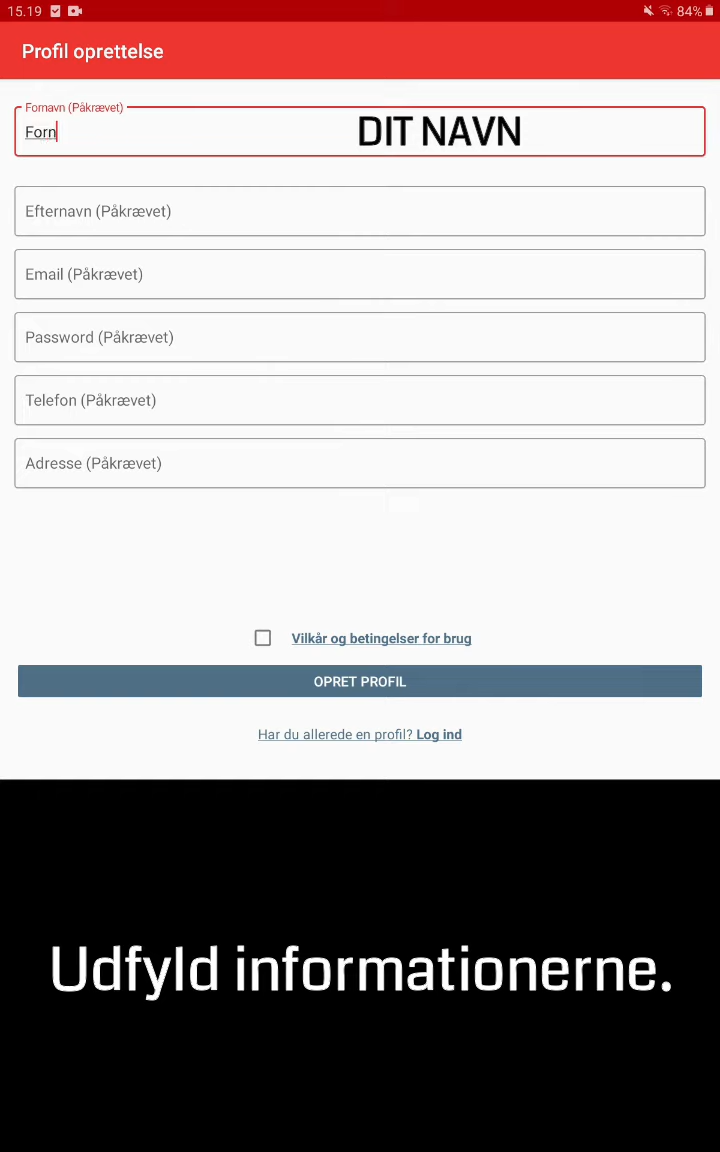 15.19
84%
Profil oprettelse
Fornavn (Påkrævet)
Forn
DIT NAVN
Efternavn (Påkrævet)
Email (Påkrævet)
Password (Påkrævet)
Telefon (Påkrævet)
Adresse (Påkrævet)
Vilkår og betingelser for brug
OPRET PROFIL
Har du allerede en profil? Log ind
Udfyld informationerne.